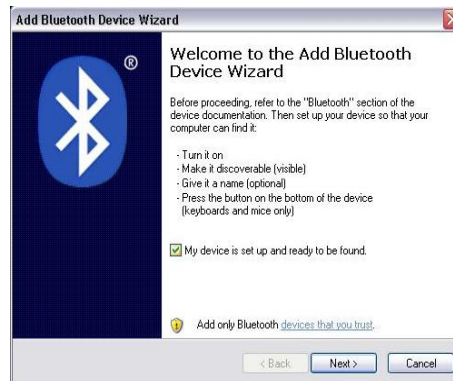 Add Bluetooth Device Wizard
®
Welcome to the Add Bluetooth
Device Wizard
Before proceeding, refer to the "Bluetooth" section of the
device documentation. Then set up your device so that your
computer can find it:
- Turn it on
- Make it discoverable (visible)
- Give it a name (optional)
- Press the button on the bottom of the device
(keyboards and mice only)
My device is set up and ready to be found.
Add only Bluetooth devices that you trust.
< Back Next > Cancel